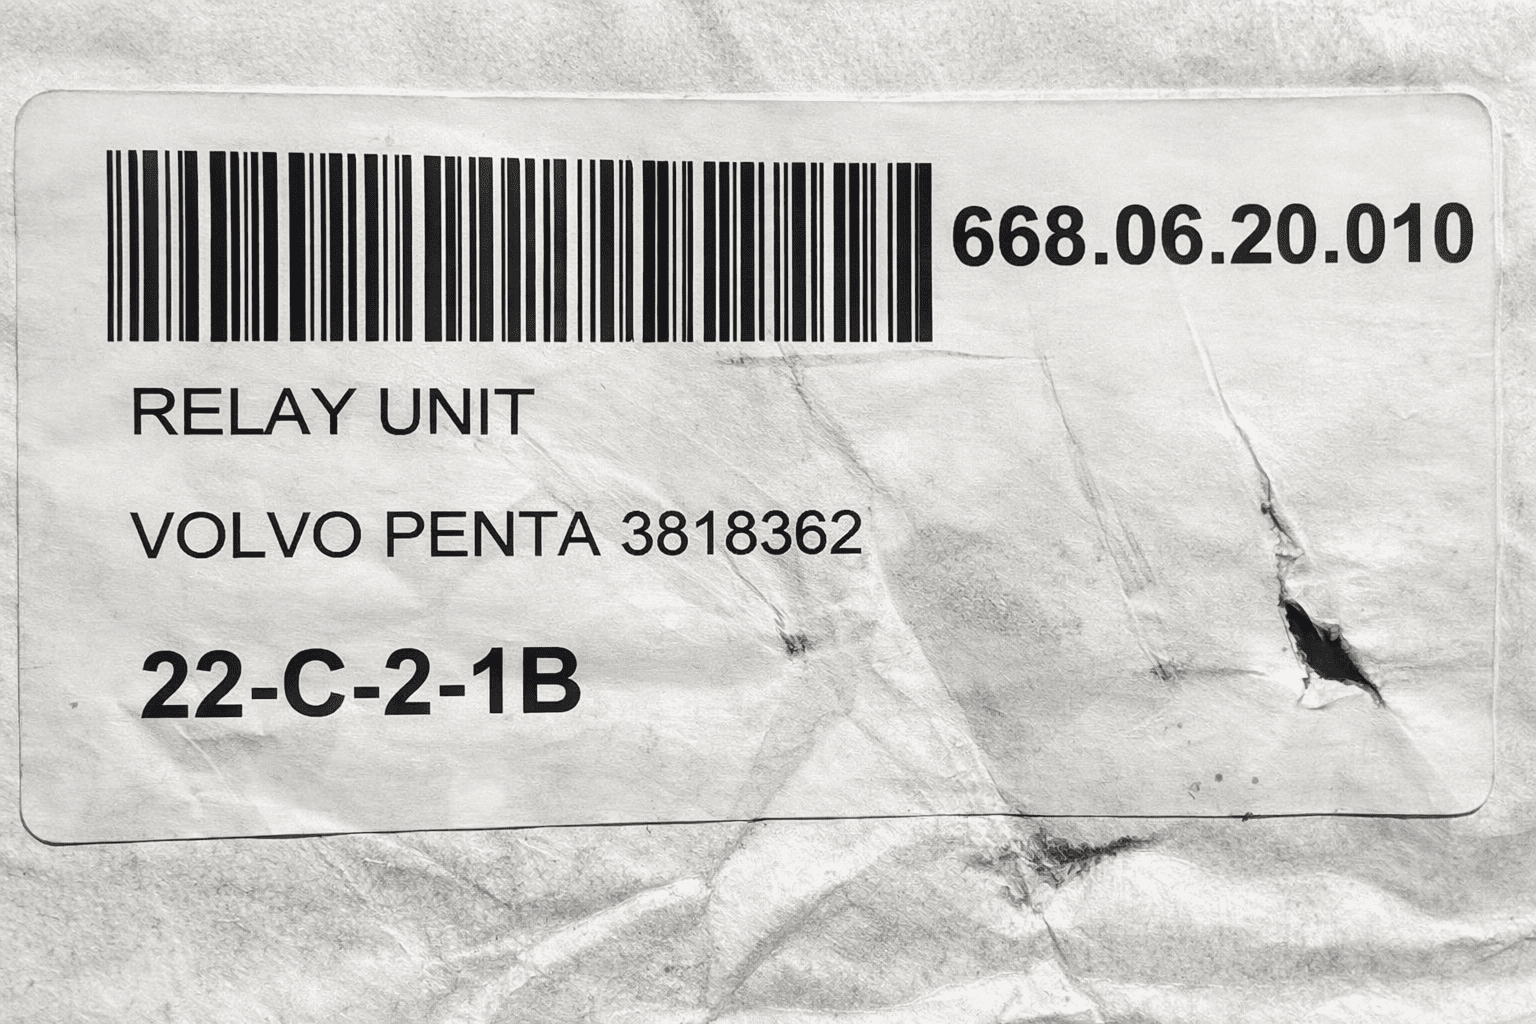 668.06.20.010
RELAY UNIT
VOLVO PENTA 3818362
22-C-2-1B